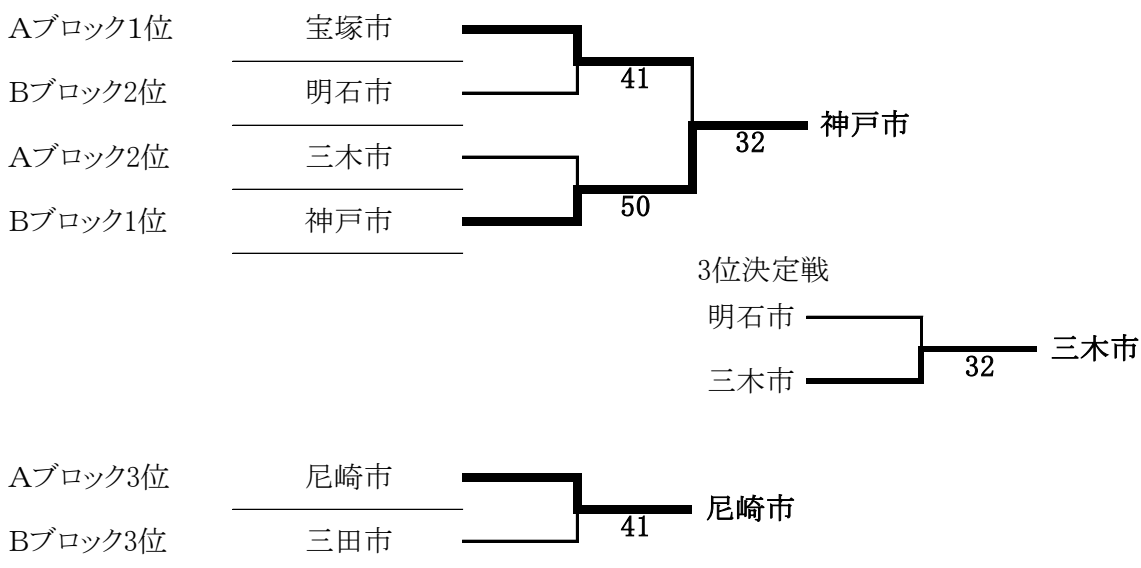 Aブロック1位 宝塚市
41
Bブロック2位 明石市
神戸市
32
Aブロック2位 三木市
50
Bブロック1位 神戸市
3位決定戦
明石市
三木市
32
三木市
Aブロック3位 尼崎市
尼崎市
41
Bブロック3位 三田市